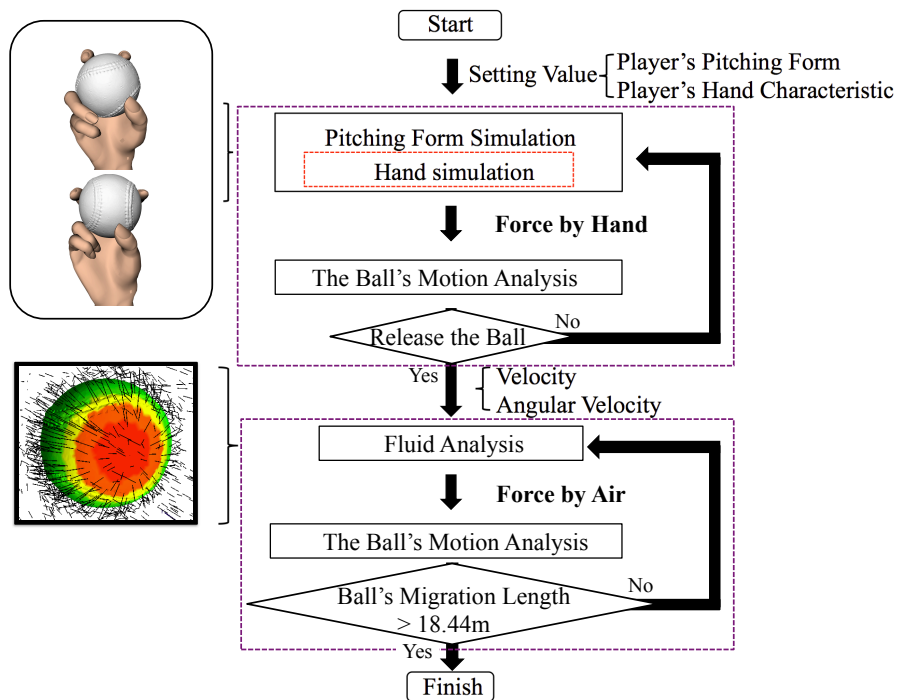 Start
Setting Value
Player’s Pitching Form
Player’s Hand Characteristic
Pitching Form Simulation
Hand simulation
Force by Hand
The Ball’s Motion Analysis
Release the Ball
No
Yes
Velocity
Angular Velocity
Fluid Analysis
Force by Air
The Ball’s Motion Analysis
Ball’s Migration Length
> 18.44m
No
Yes
Finish